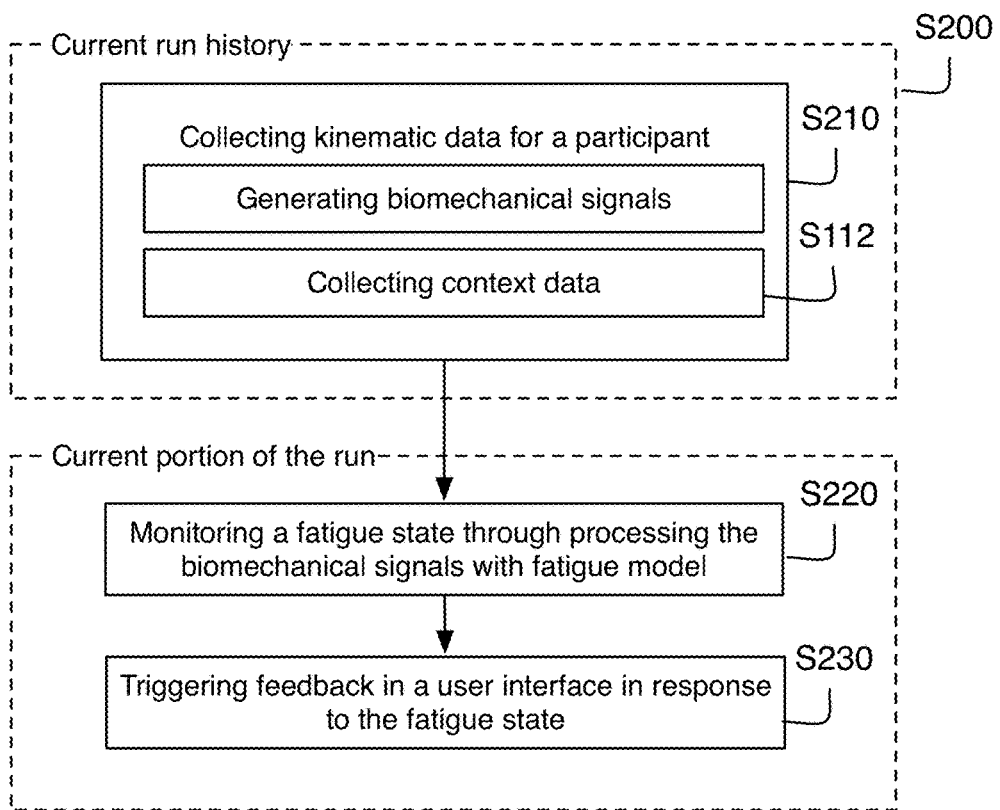 S200
Current run history
S210
Collecting kinematic data for a participant
Generating biomechanical signals
S112
Collecting context data
Current portion of the run
S220
Monitoring a fatigue state through processing the
biomechanical signals with fatigue model
S230
Triggering feedback in a user interface in response
to the fatigue state